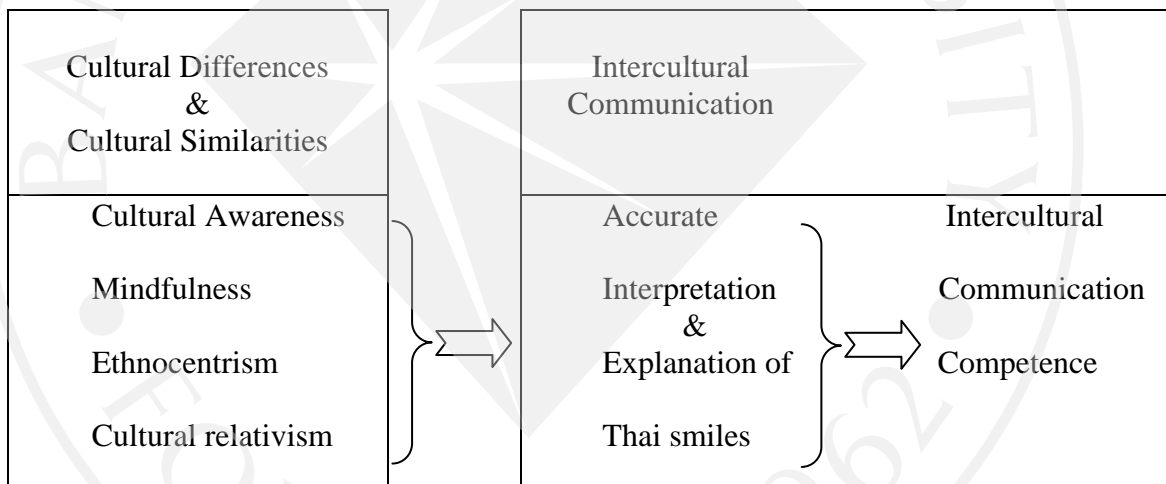 Cultural Differences
&
Cultural Similarities
Intercultural
Communication
Cultural Awareness
Mindfulness
Ethnocentrism
Cultural relativism
Accurate
Interpretation
&
Explanation of
Thai smiles
Intercultural
Communication
Competence